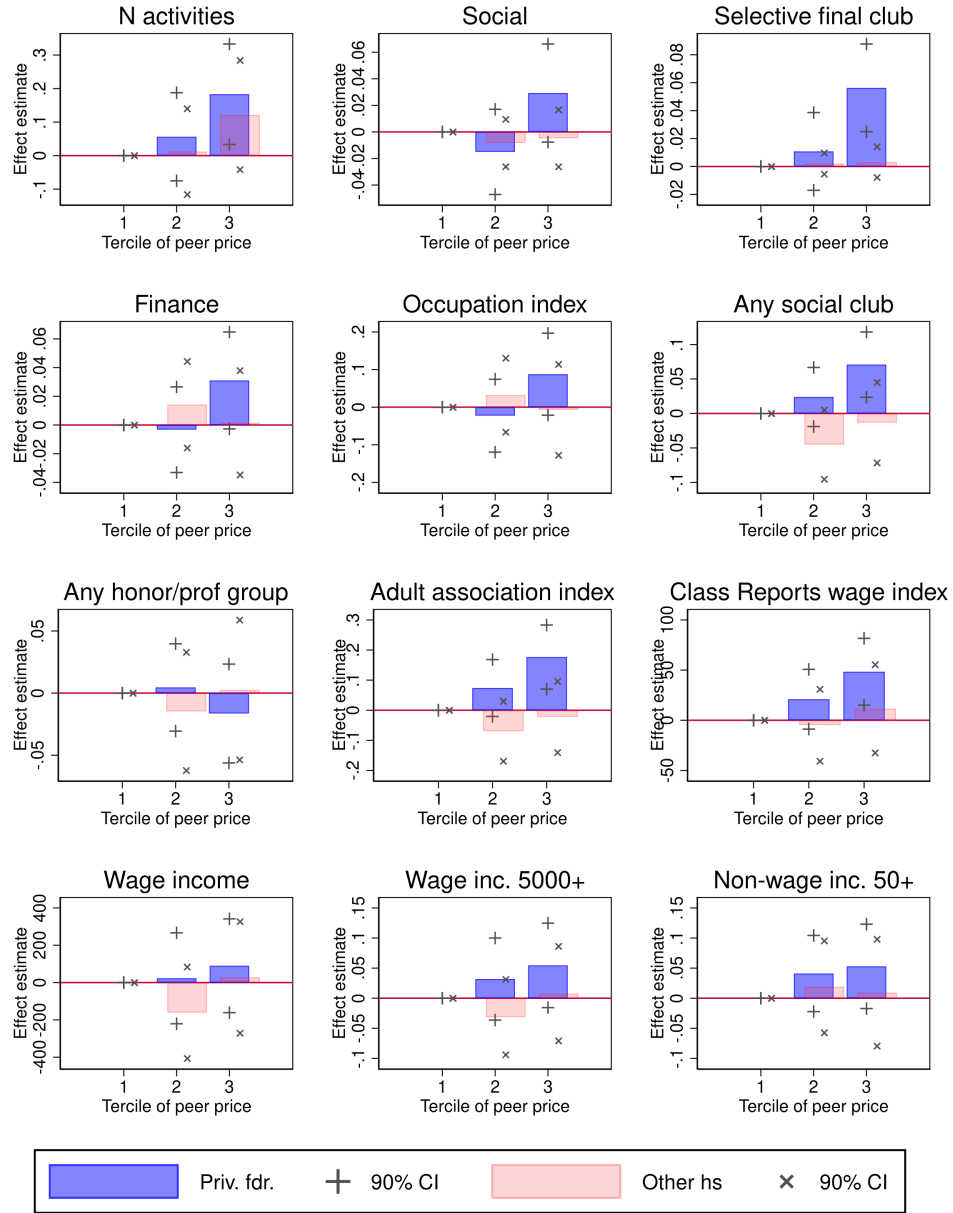 N activities
Effect estimate
.3
.2
.1
0
-.1
1 2 3
Tercile of peer price
Social
Effect estimate
.06
.04
.02
0
-.02
-.04
1 2 3
Tercile of peer price
Selective final club
Effect estimate
.08
.06
.04
.02
0
-.02
1 2 3
Tercile of peer price
Finance
Effect estimate
.06
.04
.02
0
-.02
-.04
1 2 3
Tercile of peer price
Occupation index
Effect estimate
.2
.1
0
-.1
-.2
1 2 3
Tercile of peer price
Any social club
Effect estimate
.1
.05
0
-.05
-.1
1 2 3
Tercile of peer price
Any honor/prof group
Effect estimate
.05
0
-.05
1 2 3
Tercile of peer price
Adult association index
Effect estimate
.3
.2
.1
0
-.1
-.2
1 2 3
Tercile of peer price
Class Reports wage index
Effect estimate
100
50
0
-50
1 2 3
Tercile of peer price
Wage income
Effect estimate
400
200
0
-200
-400
1 2 3
Tercile of peer price
Wage inc. 5000+
Effect estimate
.15
.1
.05
0
-.05
-.1
1 2 3
Tercile of peer price
Non-wage inc. 50+
Effect estimate
.15
.1
.05
0
-.05
-.1
1 2 3
Tercile of peer price
Priv. fdr. 90% CI Other hs 90% CI